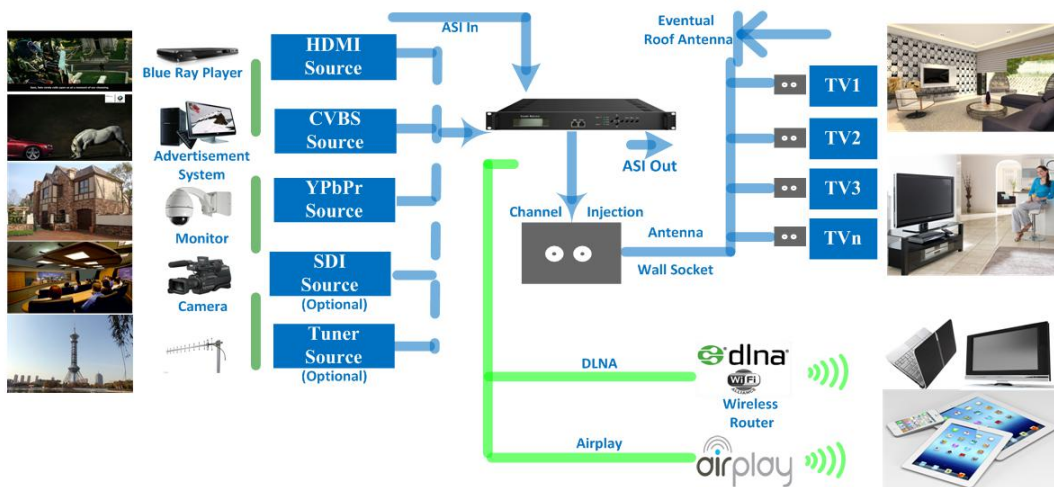 ASI In
Eventual
Roof Antenna
HDMI
Source
Blue Ray Player
CVBS
Source
Advertisement
System
YPbPr
Source
Monitor
SDI
Source
(Optional)
Camera
Tuner
Source
(Optional)
ASI Out
Channel Injection
Antenna
Wall Socket
TV1
TV2
TV3
TVn
DLNA
dlna
Wi Fi
Wireless
Router
Airplay
airplay